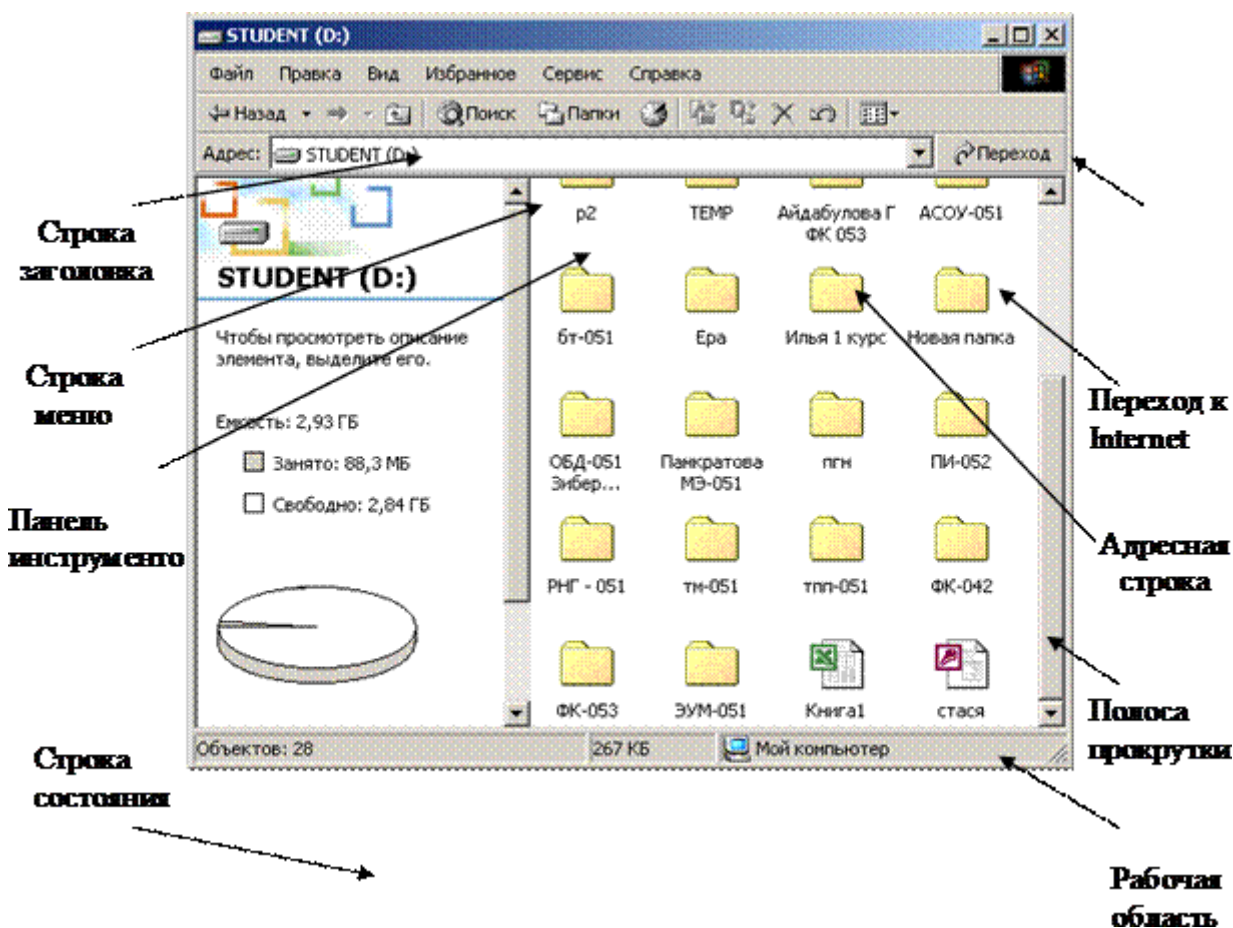 STUDENT (D:)
Файл Правка Вид Избранное Сервис Справка
Назад Поиск Папки
Адрес: STUDENT (D:) Переход
STUDENT (D:)
Чтобы просмотреть описание
элемента, выделите его.
Емкость: 2,93 ГБ
Занято: 88,3 МБ
Свободно: 2,84 ГБ
р2
TEMP
Айдабулова Г
ФК 053
АСОУ-051
бт-051
Ера
Илья 1 курс
Новая папка
ОБД-051
Зибер...
Панкратова
МЭ-051
пгн
ПИ-052
РНГ - 051
тм-051
тпп-051
ФК-042
ФК-053
ЭУМ-051
Книга1
стася
Объектов: 28
267 КБ
Мой компьютер
Строка
заголовка
Строка
меню
Панель
инструменто
Строка
состояния
Переход к
Internet
Адресная
строка
Полоса
прокрутки
Рабочая
область